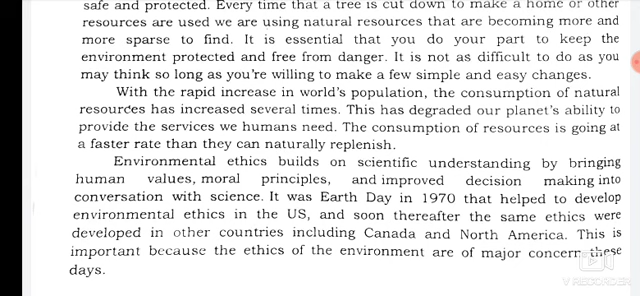 safe and protected. Every time that a tree is cut down to make a home or other
resources are used we are using natural resources that are becoming more and
more sparse to find. It is essential that you do your part to keep the
environment protected and free from danger. It is not as difficult to do as you
may think so long as you're willing to make a few simple and easy changes.
With the rapid increase in world's population, the consumption of natural
resources has increased several times. This has degraded our planet's ability to
provide the services we humans need. The consumption of resources is going at
a faster rate than they can naturally replenish.
Environmental ethics builds on scientific understanding by bringing
human values, moral principles, and improved decision making into
conversation with science. It was Earth Day in 1970 that helped to develop
environmental ethics in the US, and soon thereafter the same ethics were
developed in other countries including Canada and North America. This is
important because the ethics of the environment are of major concern these
days.
V RECORDER